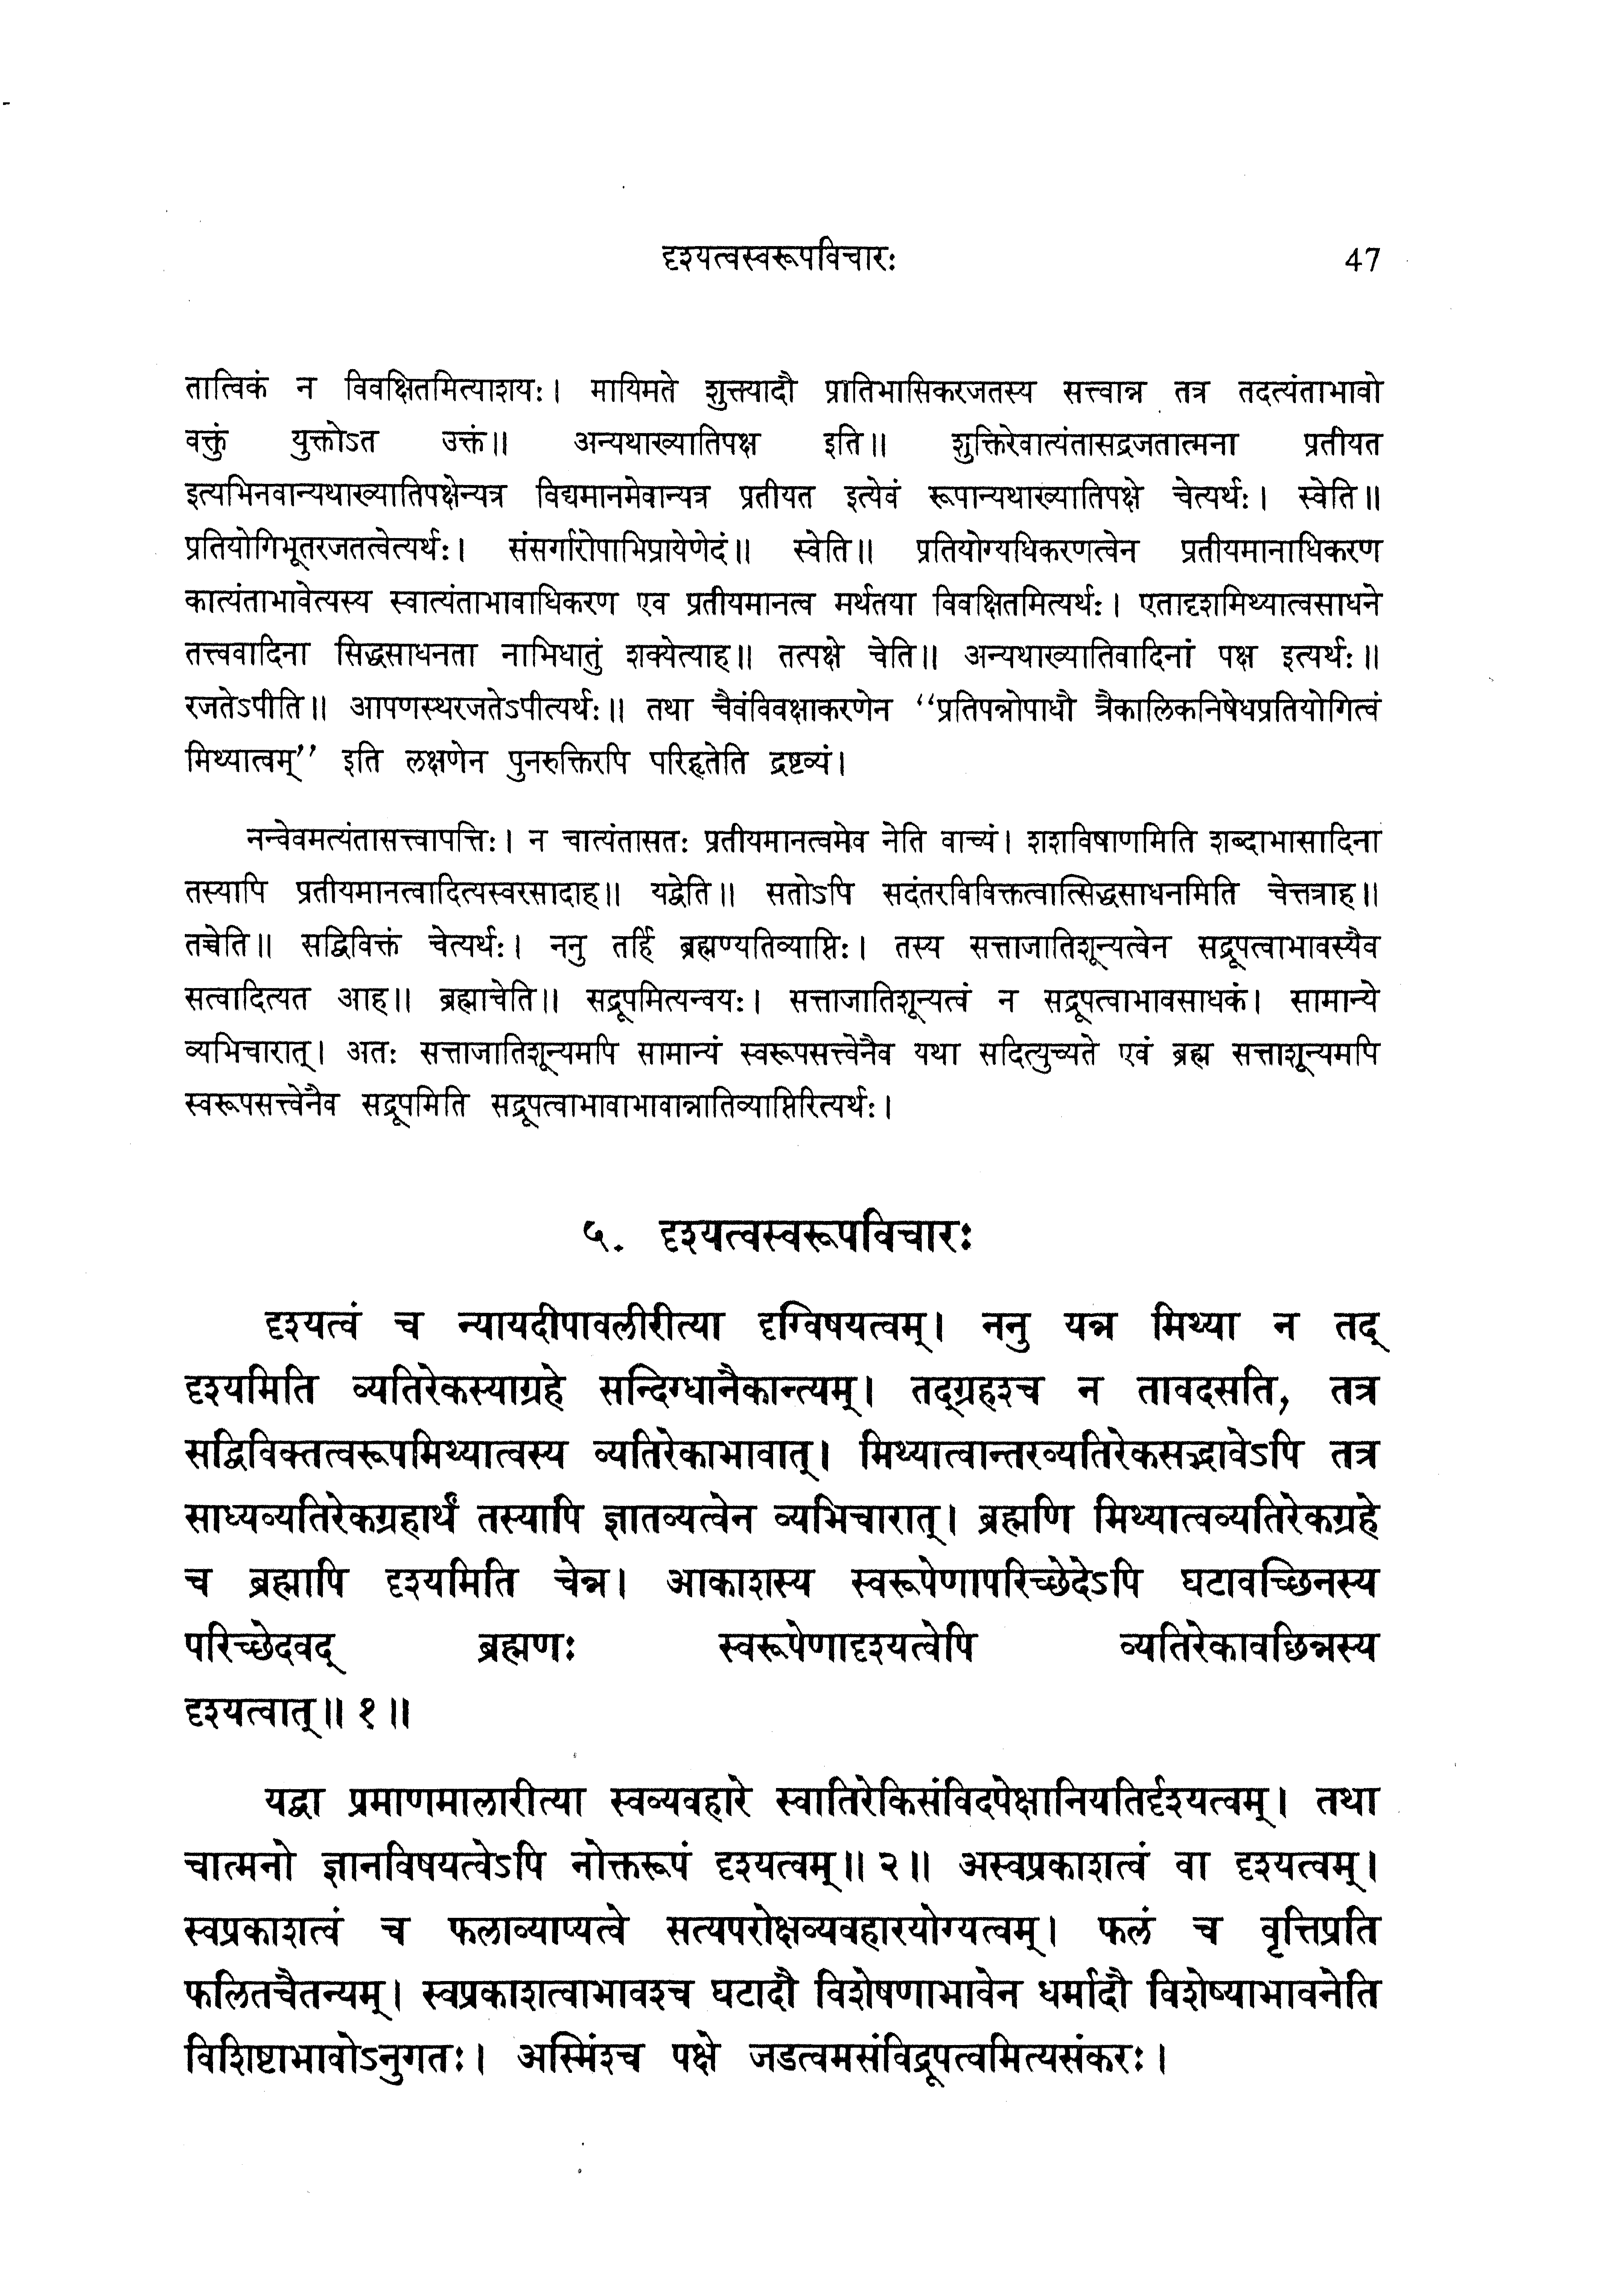 दृश्यत्वस्वरूपविचारः 47
तात्विकं न विवक्षितमित्याशयः। मायिमते शुक्त्यादौ प्रातिभासिकरजतस्य सत्त्वान्न तत्र तदत्यंताभावो
वक्तुं युक्तोऽत उक्तं॥ अन्यथाख्यातिपक्ष इति॥ शुक्तिरेवात्यंतासद्रजतात्मना प्रतीयत
इत्यभिनवान्यथाख्यातिपक्षेन्यत्र विद्यमानमेवान्यत्र प्रतीयत इत्येवं रूपान्यथाख्यातिपक्षे चेत्यर्थः। स्वेति॥
प्रतियोगिभूतरजतत्वेत्यर्थः। संसर्गारोपाभिप्रायेणेदं॥ स्वेति॥ प्रतियोग्यधिकरणत्वेन प्रतीयमानाधिकरण
कात्यंताभावेत्यस्य स्वात्यंताभावाधिकरण एव प्रतीयमानत्व मर्थतया विवक्षितमित्यर्थः। एतादृशमिथ्यात्वसाधने
तत्त्ववादिना सिद्धसाधनता नाभिधातुं शक्येत्याह॥ तत्पक्षे चेति॥ अन्यथाख्यातिवादिनां पक्ष इत्यर्थः॥
रजतेऽपीति॥ आपणस्थरजतेऽपीत्यर्थः॥ तथा चैवंविवक्षाकरणेन “प्रतिपन्नोपाधौ त्रैकालिकनिषेधप्रतियोगित्वं
मिथ्यात्वम्” इति लक्षणेन पुनरुक्तिरपि परिहृतेति द्रष्टव्यं।
नन्वेवमत्यंतासत्त्वापत्तिः। न चात्यंतासतः प्रतीयमानत्वमेव नेति वाच्यं। शशविषाणमिति शब्दाभासादिना
तस्यापि प्रतीयमानत्वादित्यस्वरसादाह॥ यद्वेति॥ सतोऽपि सदंतरविविक्तत्वात्सिद्धसाधनमिति चेत्तत्राह॥
तच्चेति॥ सद्विविक्तं चेत्यर्थः। ननु तर्हि ब्रह्मण्यतिव्याप्तिः। तस्य सत्ताजातिशून्यत्वेन सद्रूपत्वाभावस्यैव
सत्वादित्यत आह॥ ब्रह्माचेति॥ सद्रूपमित्यन्वयः। सत्ताजातिशून्यत्वं न सद्रूपत्वाभावसाधकं। सामान्ये
व्यभिचारात्। अतः सत्ताजातिशून्यमपि सामान्यं स्वरूपसत्त्वेनैव यथा सदित्युच्यते एवं ब्रह्म सत्ताशून्यमपि
स्वरूपसत्त्वेनैव सद्रूपमिति सद्रूपत्वाभावाभावान्नातिव्याप्तिरित्यर्थः।
५. दृश्यत्वस्वरूपविचारः
दृश्यत्वं च न्यायदीपावलीरीत्या दृग्विषयत्वम्। ननु यन्न मिथ्या न तद्
दृश्यमिति व्यतिरेकस्याग्रहे सन्दिग्धानैकान्त्यम्। तद्ग्रहश्च न तावदसति, तत्र
सद्विविक्तत्वरूपमिथ्यात्वस्य व्यतिरेकाभावात्। मिथ्यात्वान्तरव्यतिरेकसद्भावेऽपि तत्र
साध्यव्यतिरेकग्रहार्थं तस्यापि ज्ञातव्यत्वेन व्यभिचारात्। ब्रह्मणि मिथ्यात्वव्यतिरेकग्रहे
च ब्रह्मापि दृश्यमिति चेन्न। आकाशस्य स्वरूपेणापरिच्छेदेऽपि घटावच्छिनस्य
परिच्छेदवद् ब्रह्मणः स्वरूपेणादृश्यत्वेपि व्यतिरेकावछिन्नस्य
दृश्यत्वात्॥ १॥
यद्वा प्रमाणमालारीत्या स्वव्यवहारे स्वातिरेकिसंविदपेक्षानियतिर्दृश्यत्वम्। तथा
चात्मनो ज्ञानविषयत्वेऽपि नोक्तरूपं दृश्यत्वम्॥ २॥ अस्वप्रकाशत्वं वा दृश्यत्वम्।
स्वप्रकाशत्वं च फलाव्याप्यत्वे सत्यपरोक्षव्यवहारयोग्यत्वम्। फलं च वृत्तिप्रति
फलितचैतन्यम्। स्वप्रकाशत्वाभावश्च घटादौ विशेषणाभावेन धर्मादौ विशेष्याभावनेति
विशिष्टाभावोऽनुगतः। अस्मिंश्च पक्षे जडत्वमसंविद्रूपत्वमित्यसंकरः।